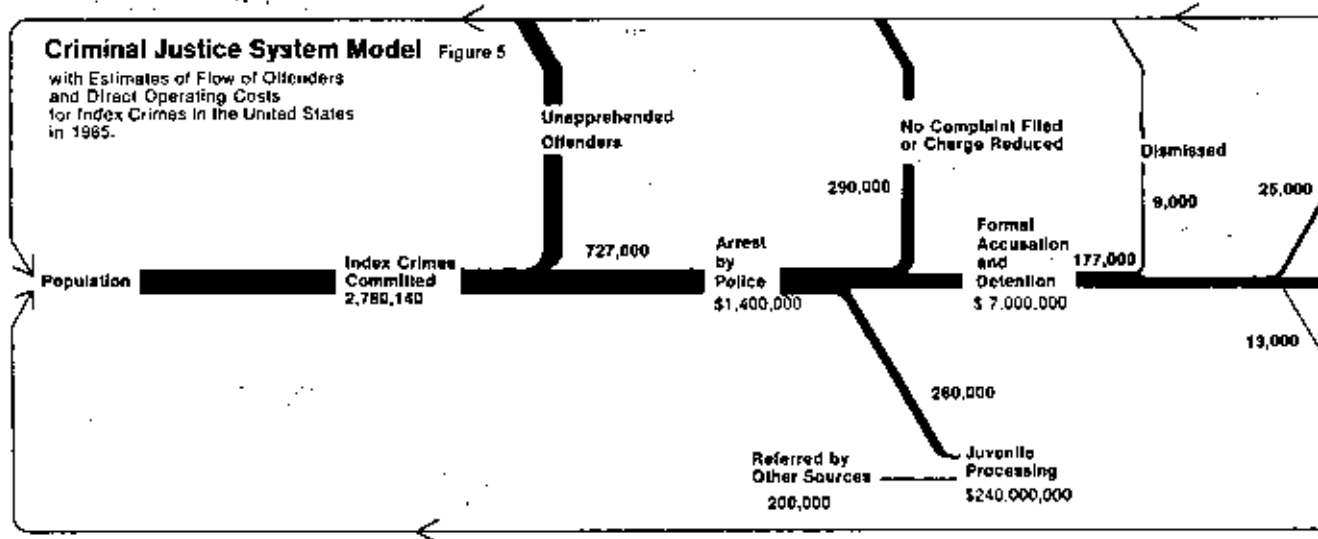 Criminal Justice System Model Figure 5
with Estimates of Flow of Offenders
and Direct Operating Costs
for Index Crimes in the United States
in 1965.
Unapprehended
Offenders
No Complaint Filed
or Charge Reduced
Dismissed
290,000
9,000
25,000
727,000
Population
Index Crimes
Committed
2,780,140
Arrest
by
Police
$1,400,000
Formal
Accusation
and
Detention
$ 7.000.000
177,000
13,000
260,000
Referred by
Other Sources
200,000
Juvenile
Processing
$240.000,000